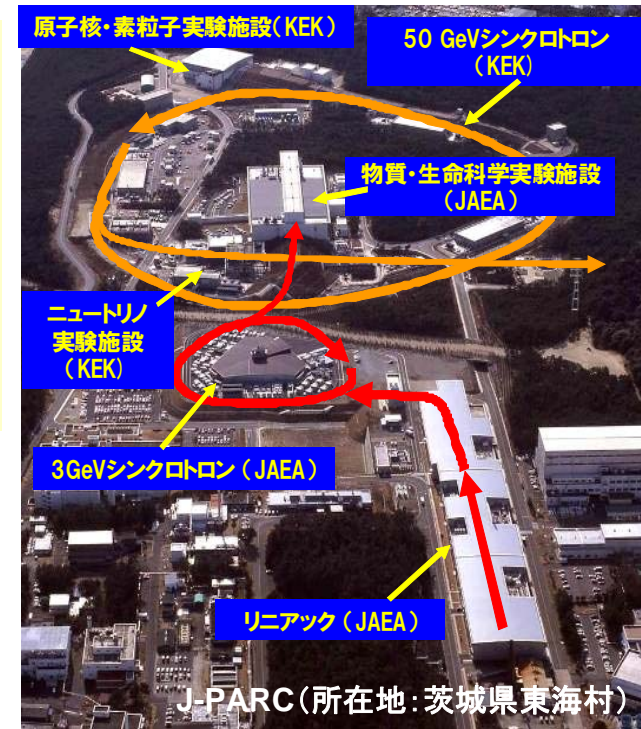 原子核・素粒子実験施設(KEK)
50 GeVシンクロトロン
(KEK)
物質・生命科学実験施設
(JAEA)
ニュートリノ
実験施設
(KEK)
3GeVシンクロトロン(JAEA)
リニアック(JAEA)
J-PARC(所在地:茨城県東海村)